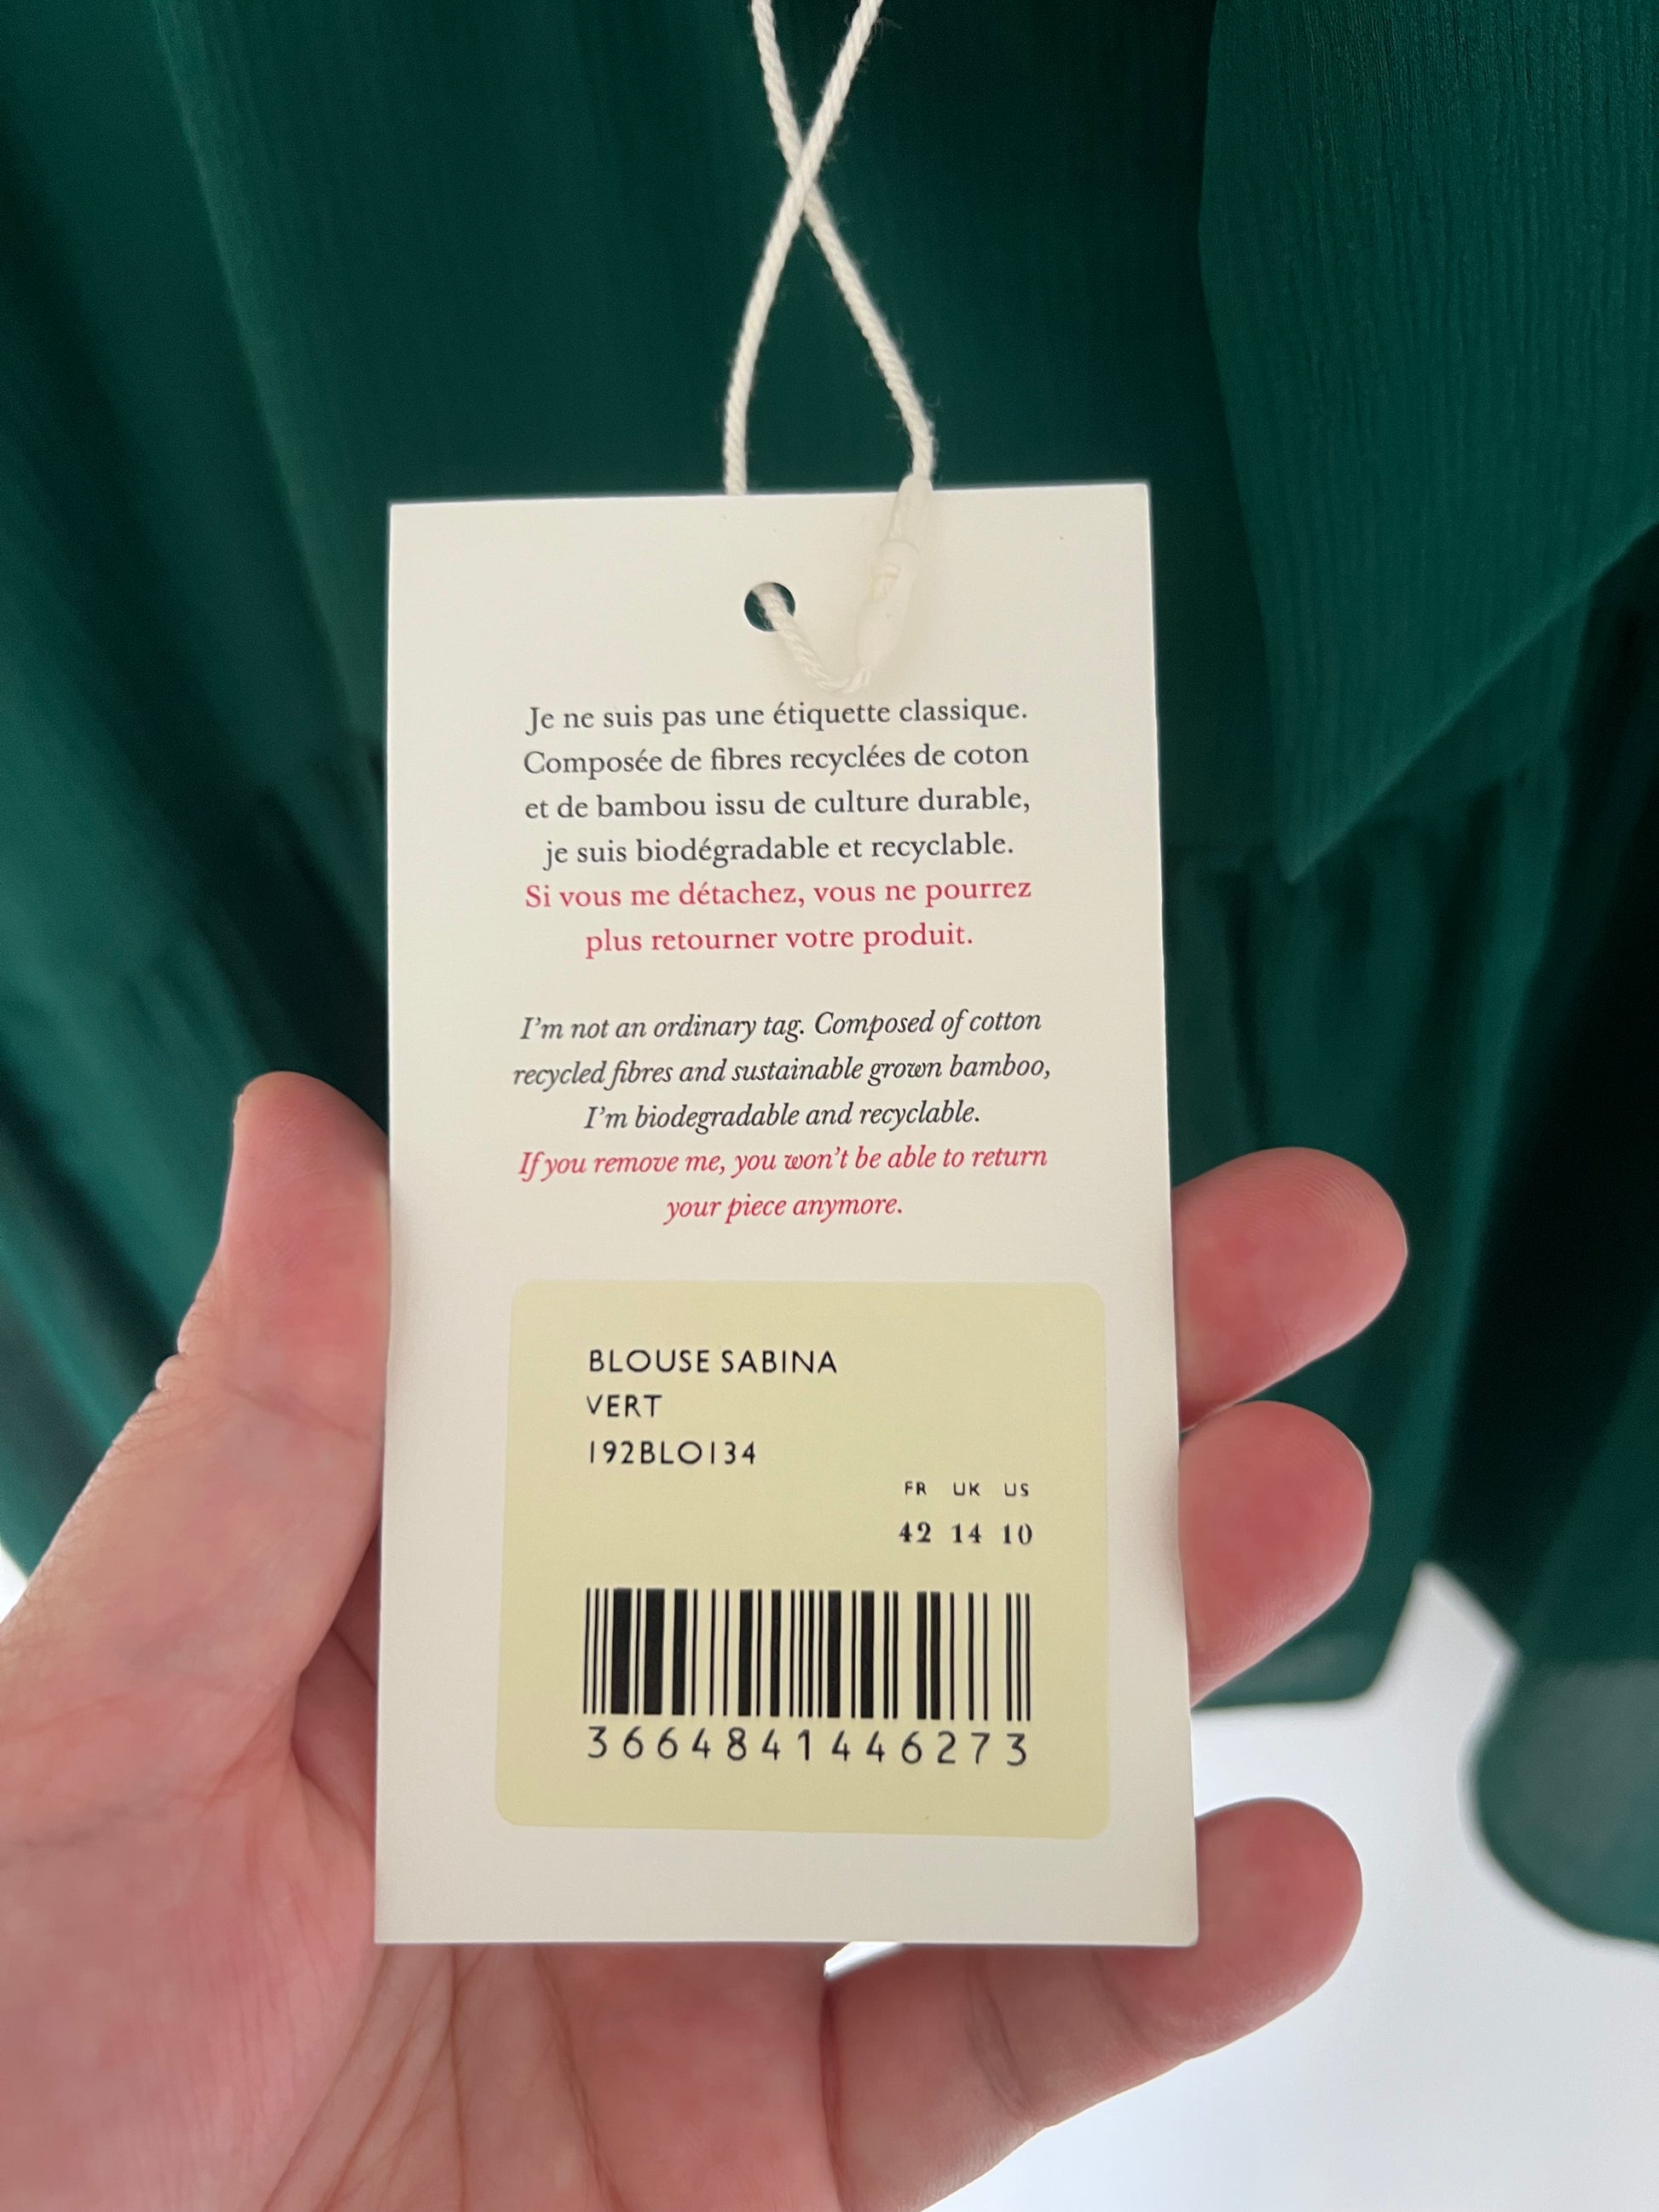 Je ne suis pas une étiquette classique.
Composée de fibres recyclées de coton
et de bambou issu de culture durable,
je suis biodégradable et recyclable.
Si vous me détachez, vous ne pourrez
plus retourner votre produit.
I'm not an ordinary tag. Composed of cotton
recycled fibres and sustainable grown bamboo,
I'm biodegradable and recyclable.
If you remove me, you won't be able to return
your piece anymore.
BLOUSE SABINA
VERT
192BLO134
FR UK US
42 14 10
3664841446273